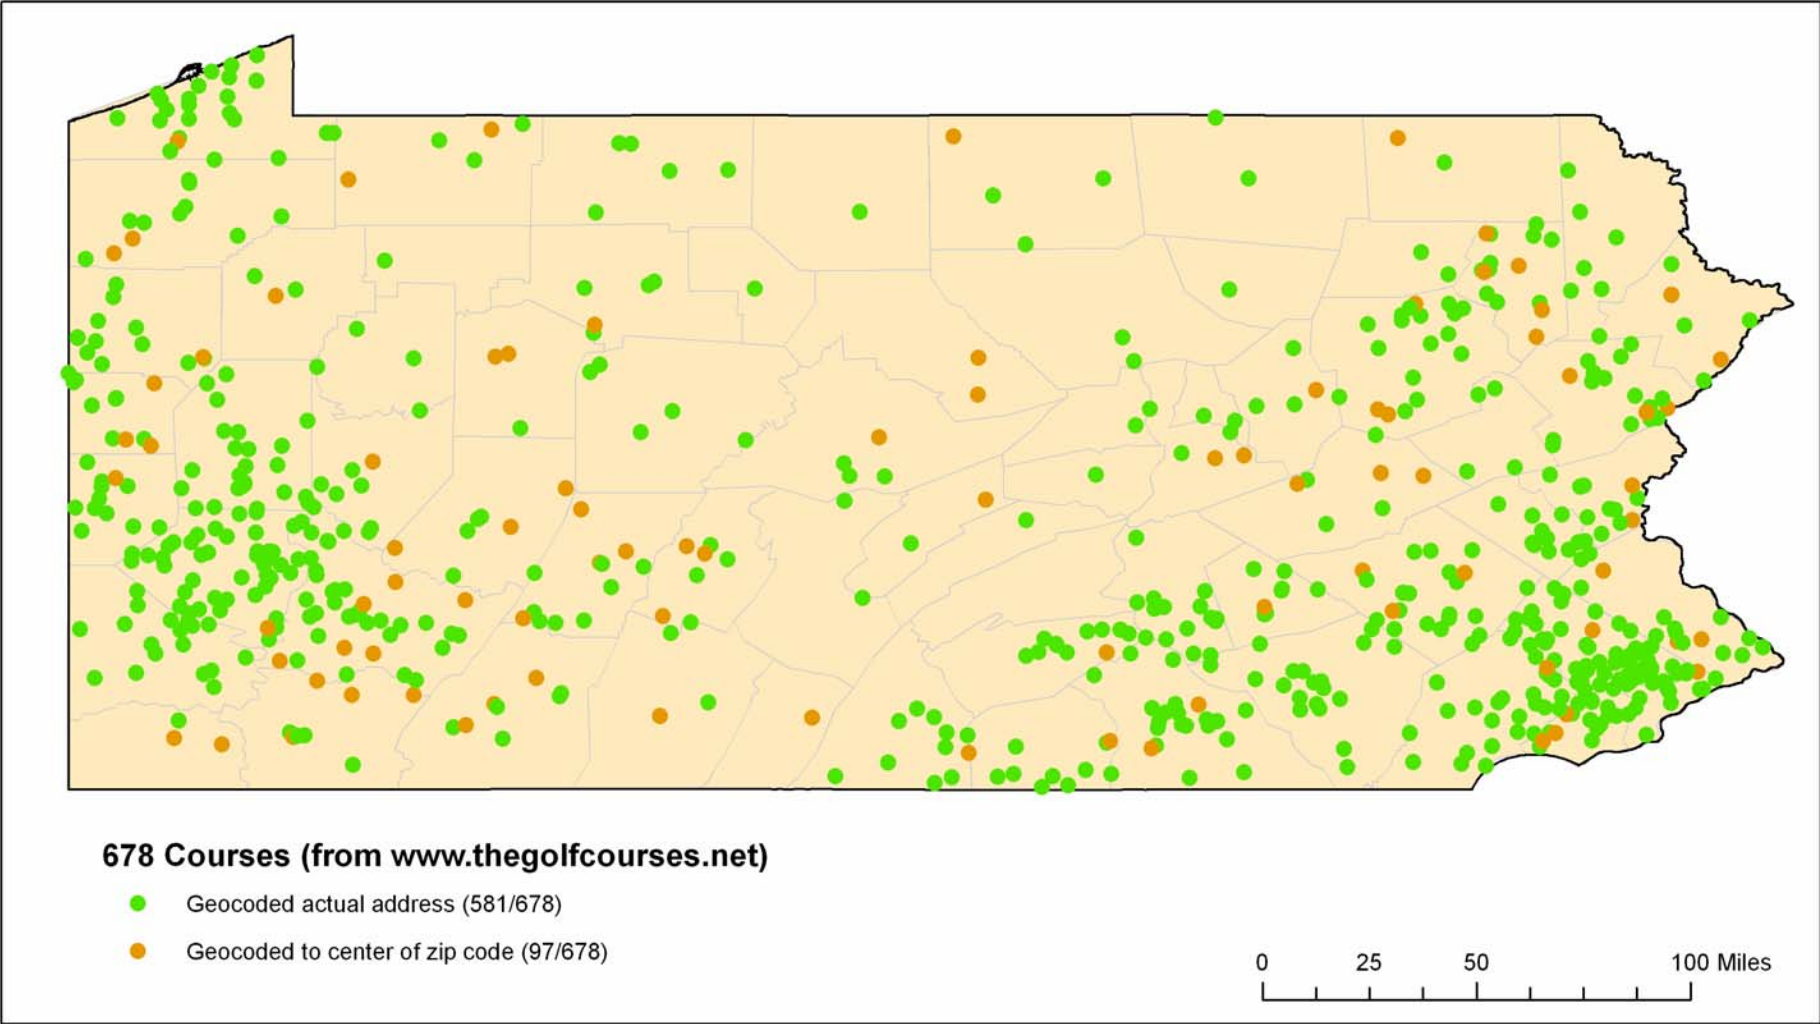 678 Courses (from www.thegolfcourses.net)
Geocoded actual address (581/678)
Geocoded to center of zip code (97/678)
0 25 50 100 Miles